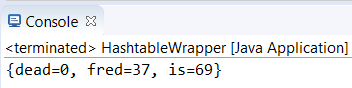 Console
<terminated> HashtableWrapper [Java Application]
{dead=0, fred=37, is=69}